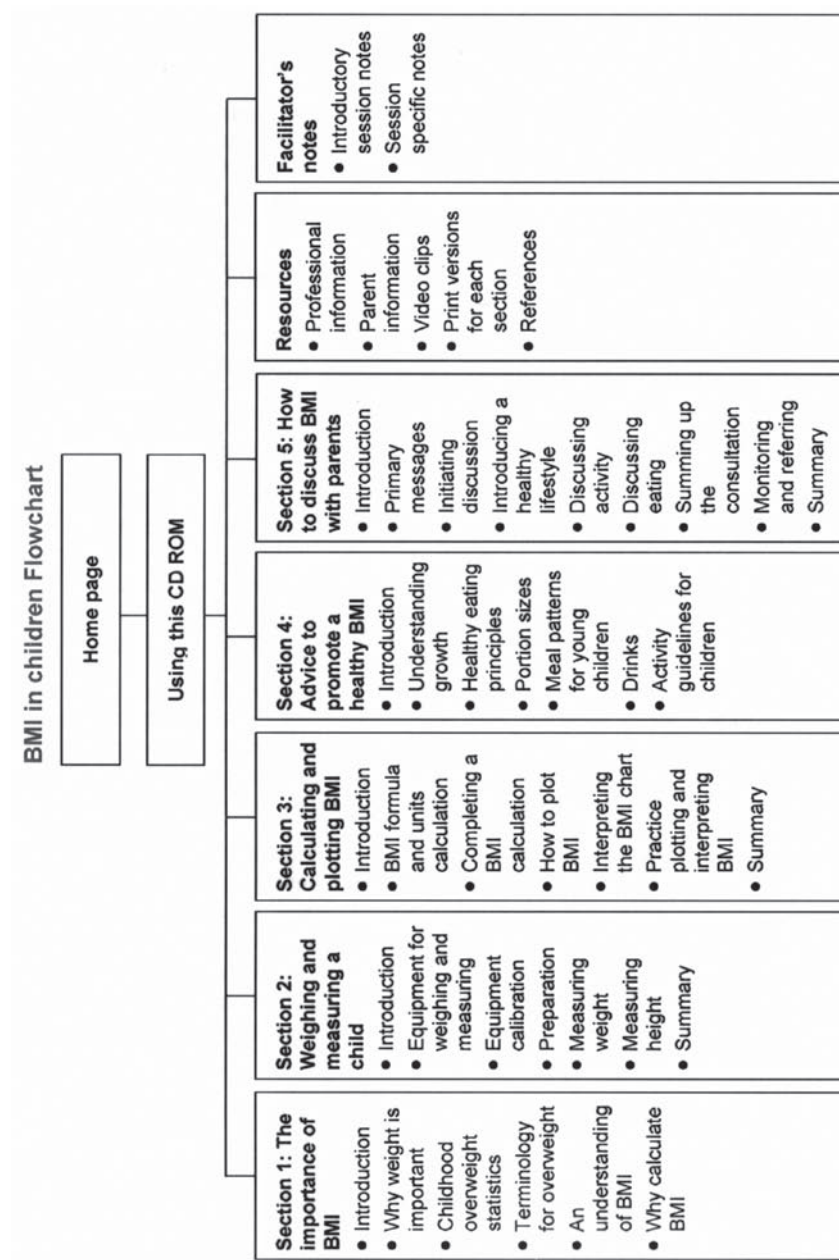 BMI in children Flowchart
Home page
Using this CD ROM
Section 1: The
importance of
BMI
● Introduction
● Why weight is
important
● Childhood
overweight
statistics
● Terminology
for overweight
● An
understanding
of BMI
● Why calculate
BMI
Section 2:
Weighing and
measuring a
child
● Introduction
● Equipment for
weighing and
measuring
● Equipment
calibration
● Preparation
● Measuring
weight
● Measuring
height
● Summary
Section 3:
Calculating and
plotting BMI
● Introduction
● BMI formula
and units
calculation
● Completing a
BMI
calculation
● How to plot
BMI
● Interpreting
the BMI chart
● Practice
plotting and
interpreting
BMI
● Summary
Section 4:
Advice to
promote a
healthy BMI
● Introduction
● Understanding
growth
● Healthy eating
principles
● Portion sizes
● Meal patterns
for young
children
● Drinks
● Activity
guidelines for
children
Section 5: How
to discuss BMI
with parents
● Introduction
● Primary
messages
● Initiating
discussion
● Introducing a
healthy
lifestyle
● Discussing
activity
● Discussing
eating
● Summing up
the
consultation
● Monitoring
and referring
● Summary
Resources
● Professional
information
● Parent
information
● Video clips
● Print versions
for each
section
● References
Facilitator's
notes
● Introductory
session notes
● Session
specific notes